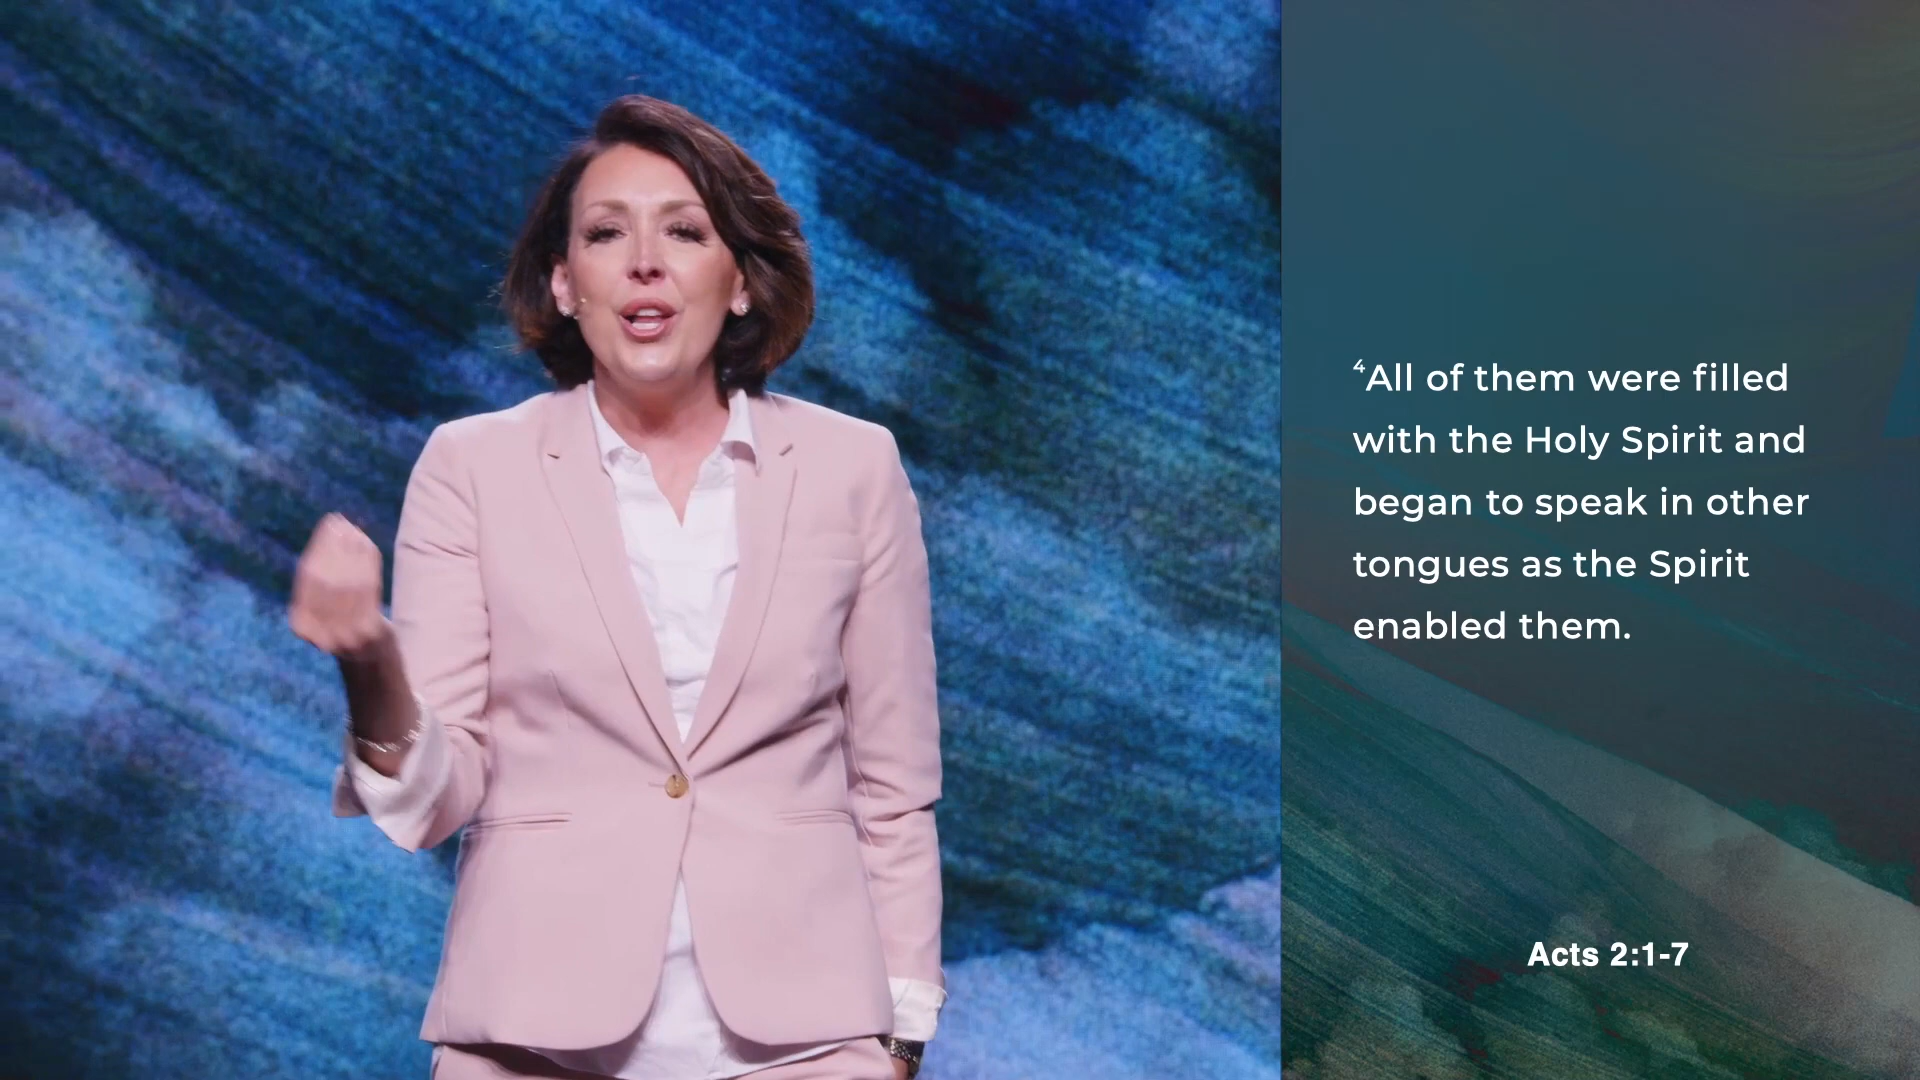 ⁴All of them were filled
with the Holy Spirit and
began to speak in other
tongues as the Spirit
enabled them.
Acts 2:1-7